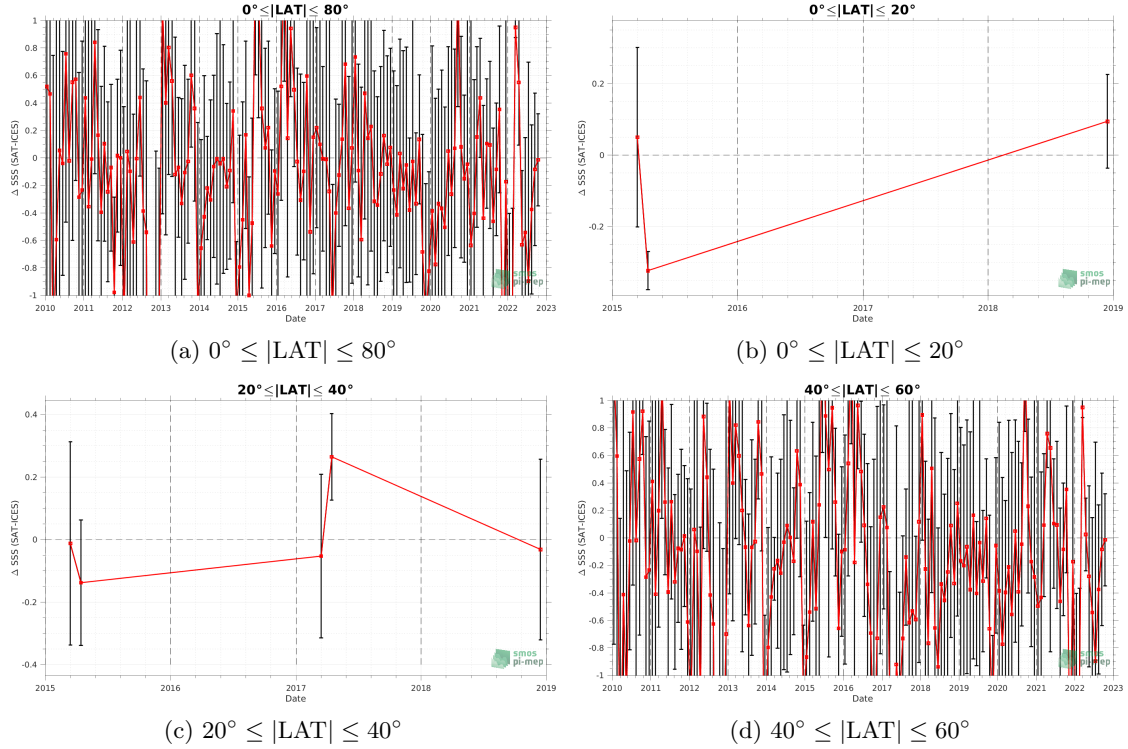 0°≤|LAT|≤ 80°
Δ SSS (SAT-ICES)
1
0.8
0.6
0.4
0.2
0
-0.2
-0.4
-0.6
-0.8
-1
2010 2011 2012 2013 2014 2015 2016 2017 2018 2019 2020 2021 2022 2023
Date
smos
pi-mep
(a) 0° ≤ |LAT| ≤ 80°
0°≤|LAT|≤ 20°
Δ SSS (SAT-ICES)
0.2
0
-0.2
2015 2016 2017 2018 2019
Date
smos
pi-mep
(b) 0° ≤ |LAT| ≤ 20°
20°≤|LAT|≤ 40°
Δ SSS (SAT-ICES)
0.4
0.2
0
-0.2
-0.4
2015 2016 2017 2018 2019
Date
smos
pi-mep
(c) 20° ≤ |LAT| ≤ 40°
40°≤|LAT|≤ 60°
Δ SSS (SAT-ICES)
1
0.8
0.6
0.4
0.2
0
-0.2
-0.4
-0.6
-0.8
-1
2010 2011 2012 2013 2014 2015 2016 2017 2018 2019 2020 2021 2022 2023
Date
smos
pi-mep
(d) 40° ≤ |LAT| ≤ 60°